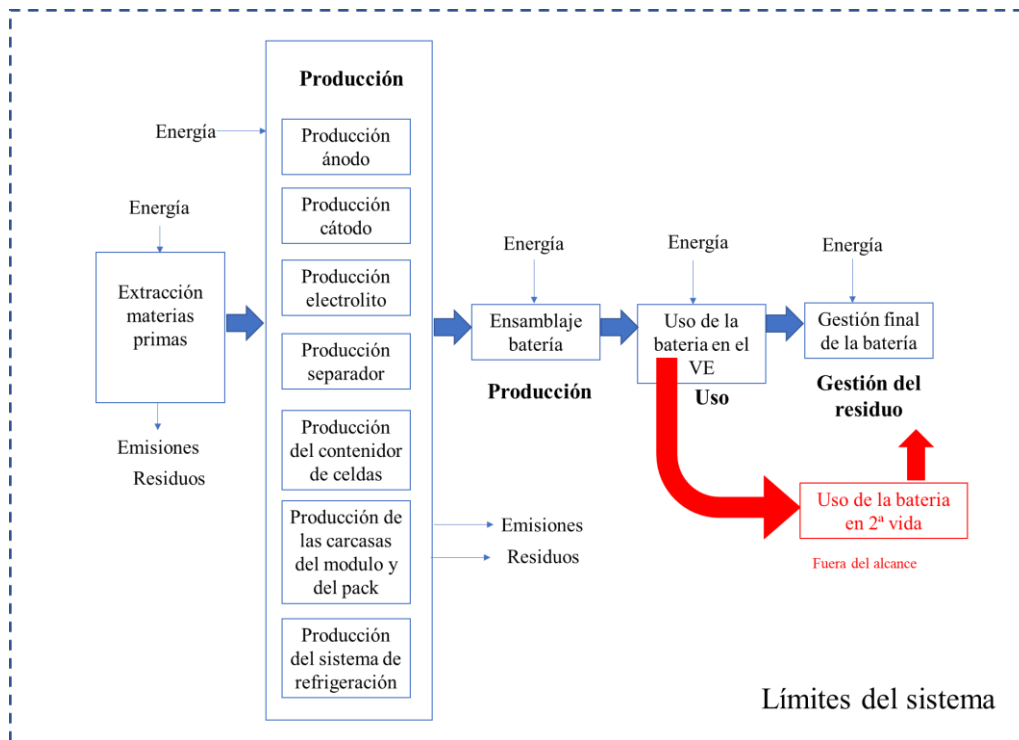 Energía
Extracción
materias
primas
Emisiones
Residuos
Energía
Producción
Producción
ánodo
Producción
cátodo
Producción
electrolito
Producción
separador
Producción
del contenidor
de celdas
Producción de
las carcasas
del modulo y
del pack
Producción
del sistema de
refrigeración
Emisiones
Residuos
Energía
Ensamblaje
batería
Producción
Energía
Uso de la
bateria en el
VE
Uso
Energía
Gestión final
de la batería
Gestión del
residuo
Uso de la bateria
en 2ª vida
Fuera del alcance
Límites del sistema